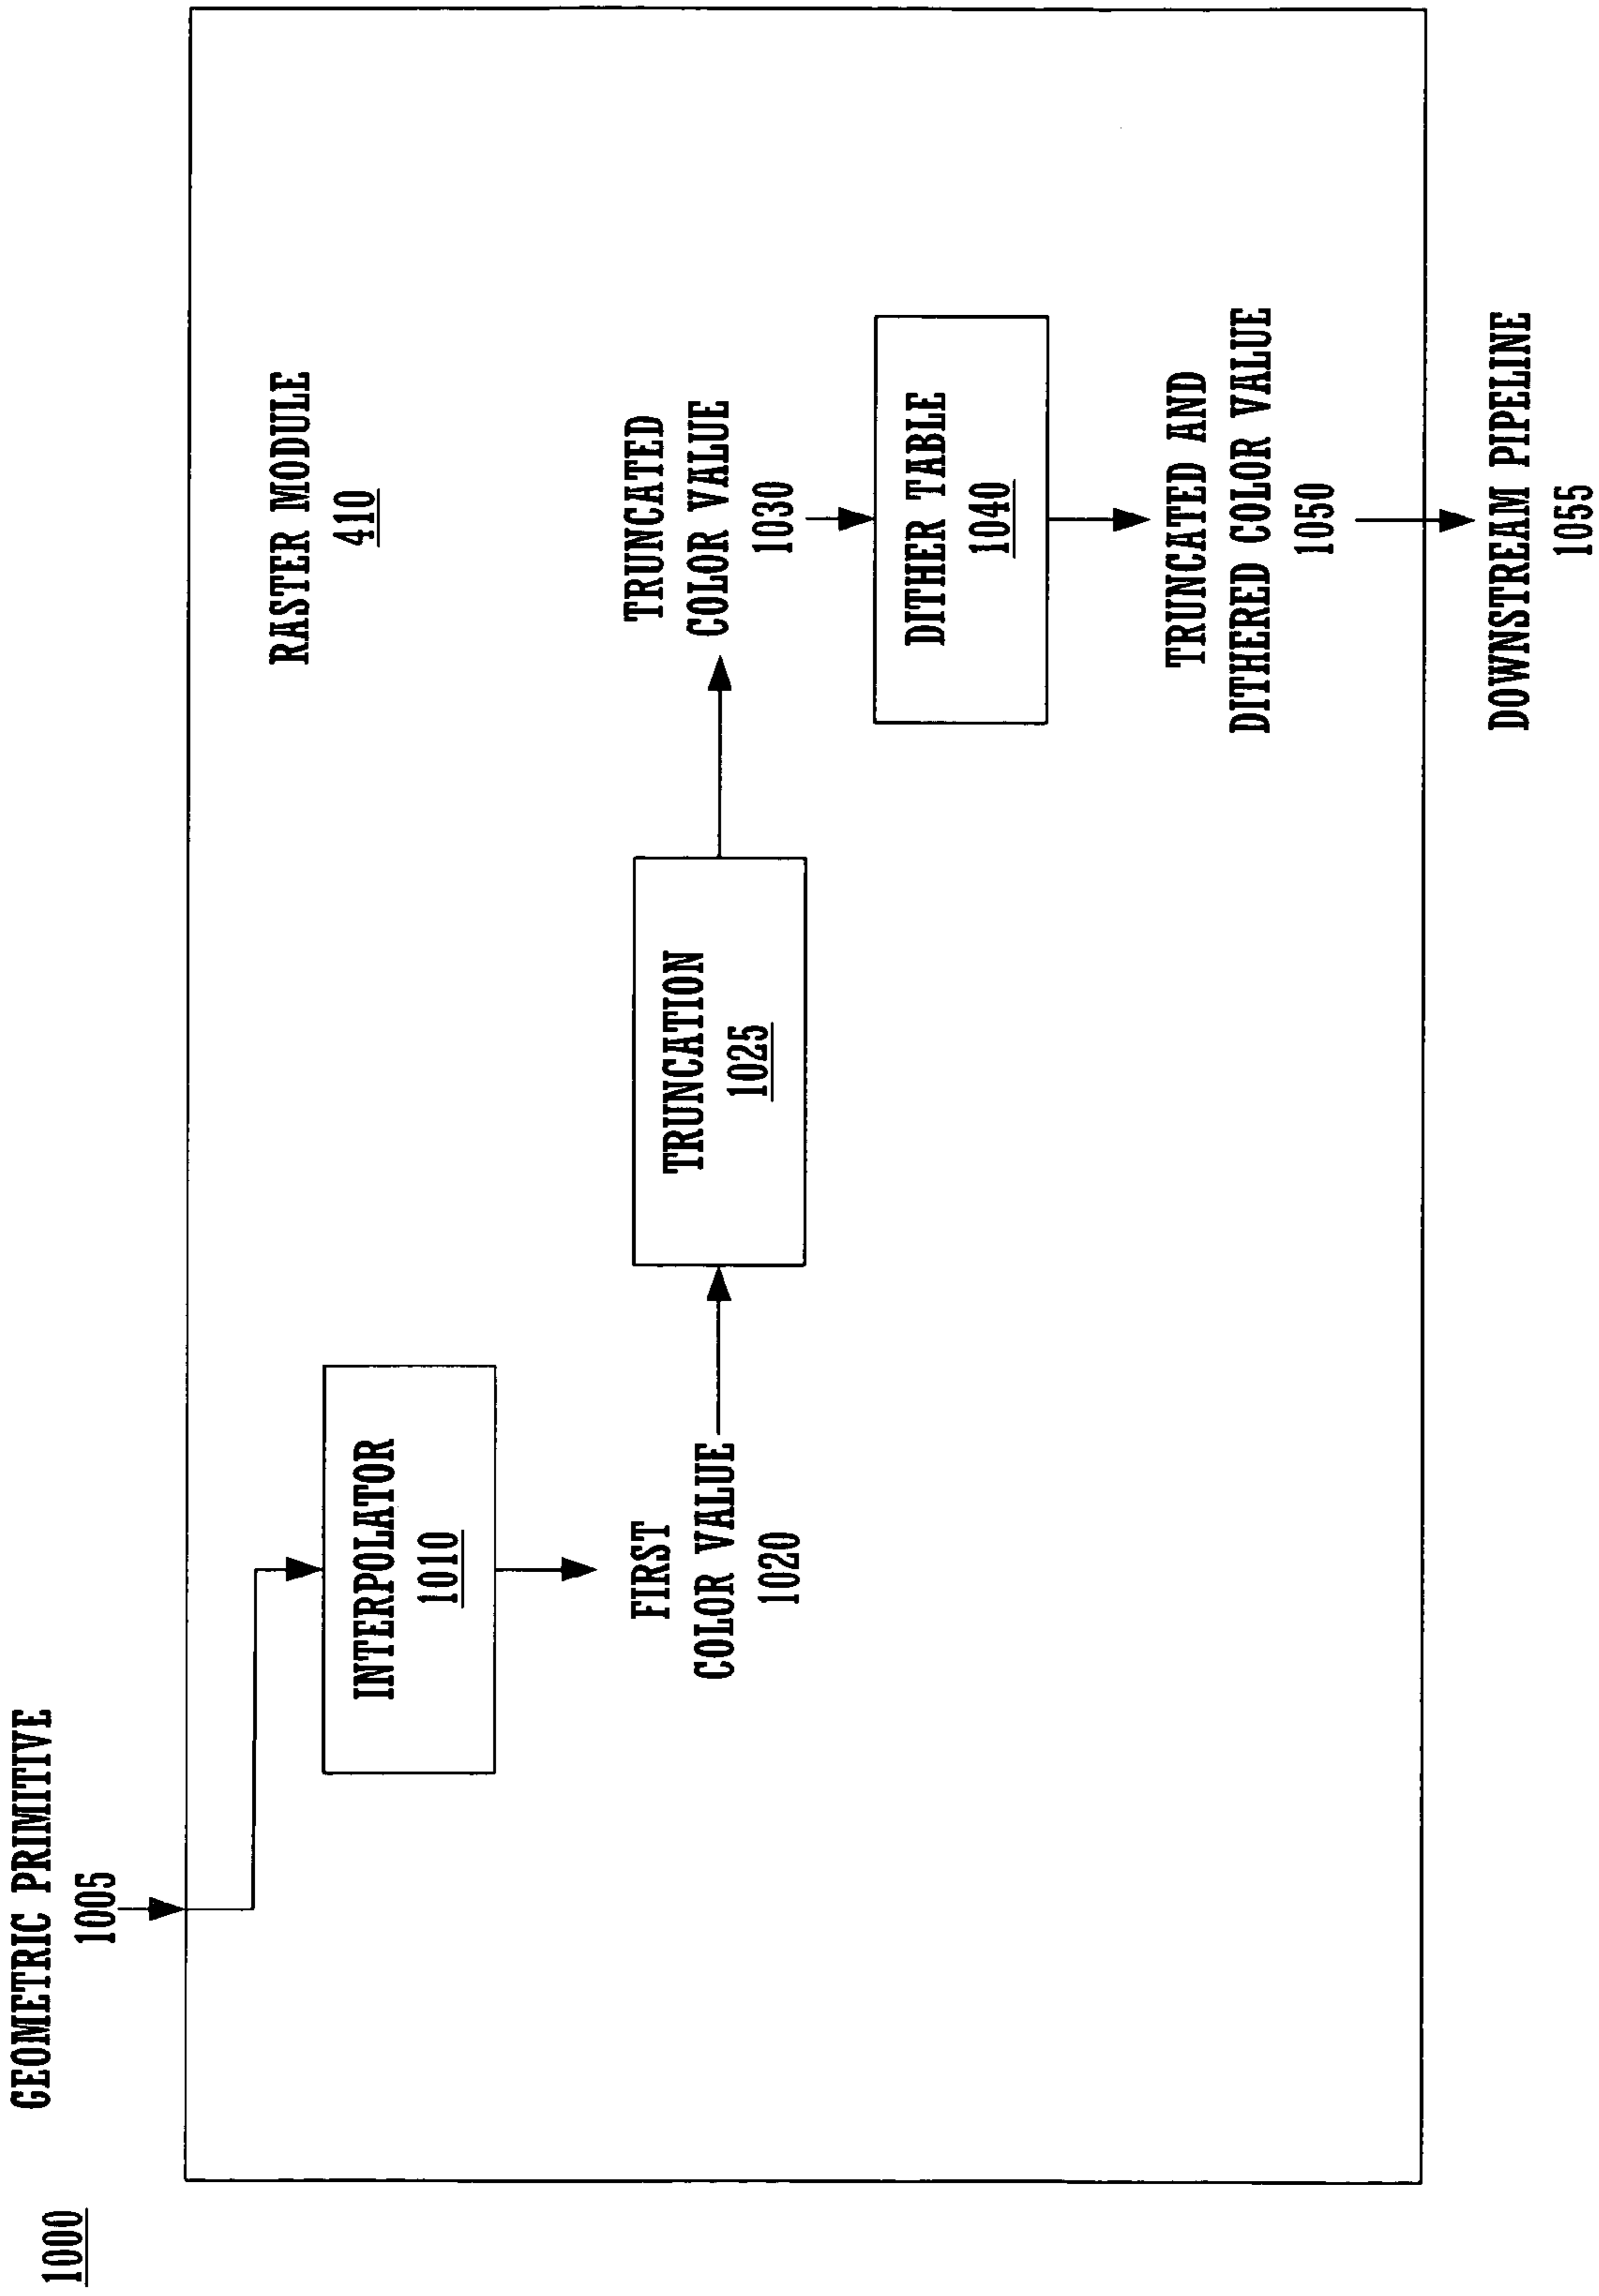 1000
GEOMETRIC PRIMITIVE
1005
RASTER MODULE
410
INTERPOLATOR
1010
FIRST
COLOR VALUE
1020
TRUNCATION
1025
TRUNCATED
COLOR VALUE
1030
DITHER TABLE
1040
TRUNCATED AND
DITHERED COLOR VALUE
1050
DOWNSTREAM PIPELINE
1055